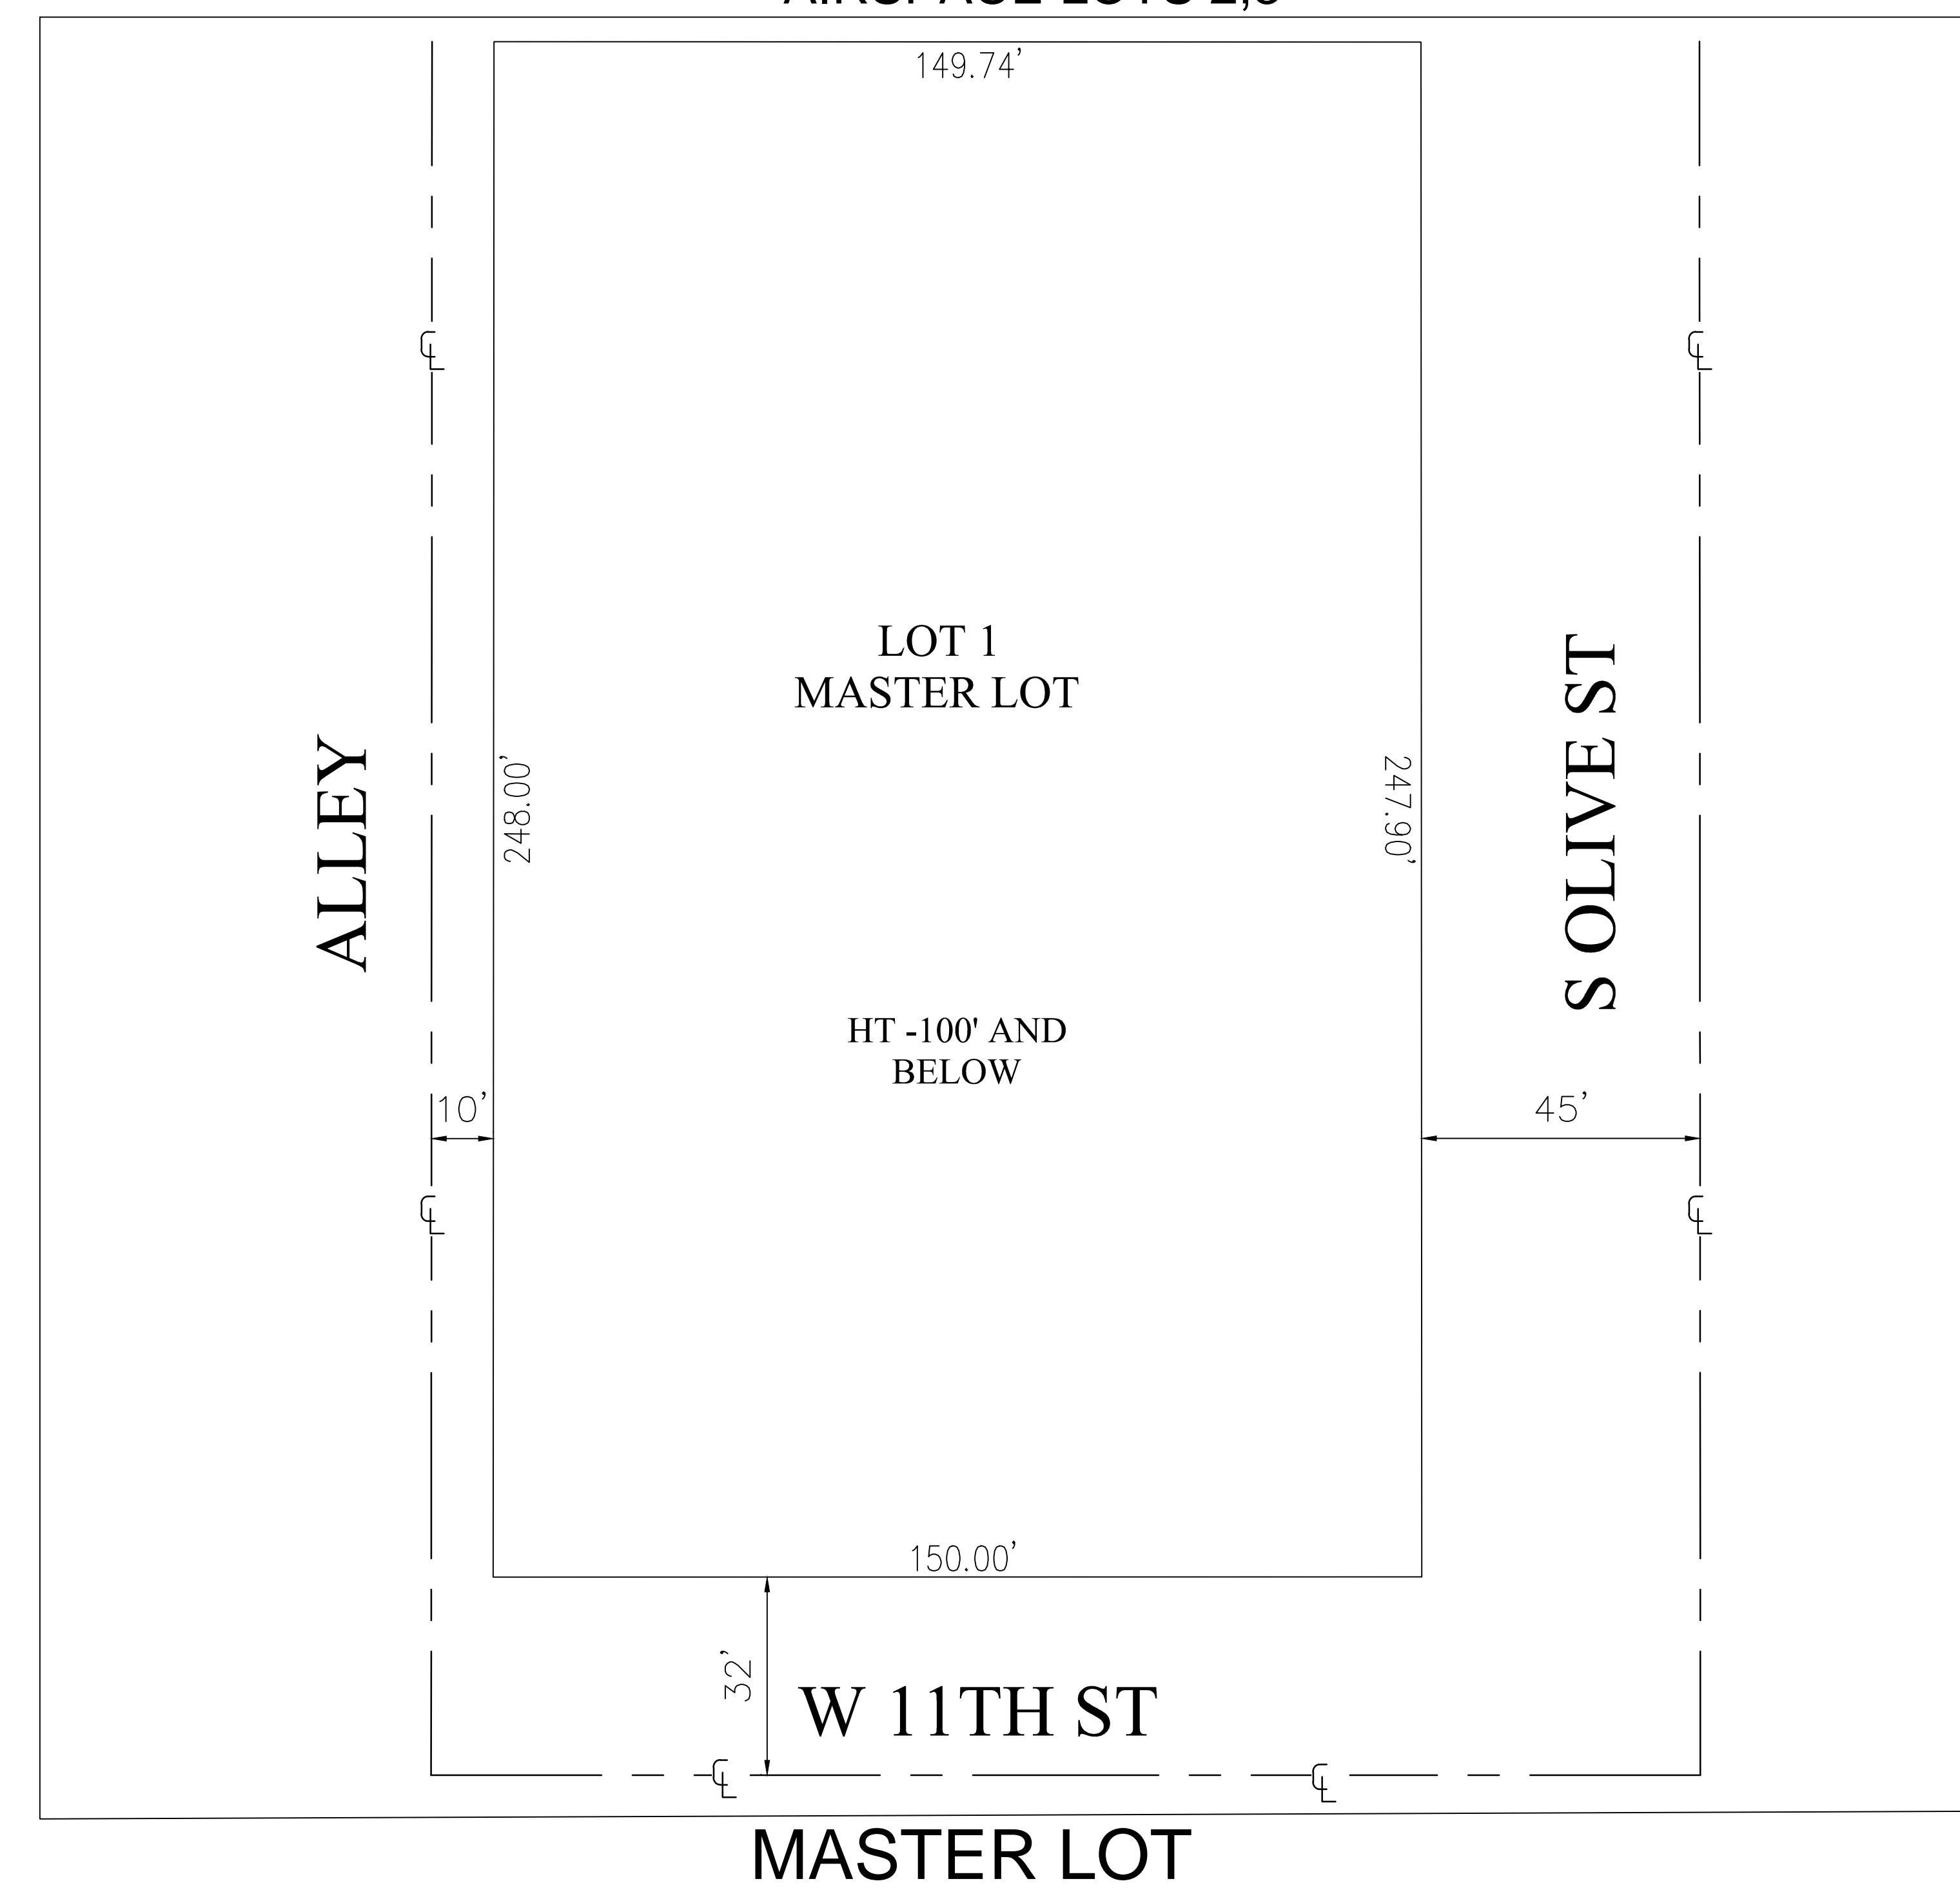 149.74'
LOT 1
MASTER LOT
ALLEY
248.00'
247.90'
S OLIVE ST
HT -100' AND
BELOW
10'
45'
150.00'
32'
W 11TH ST
MASTER LOT